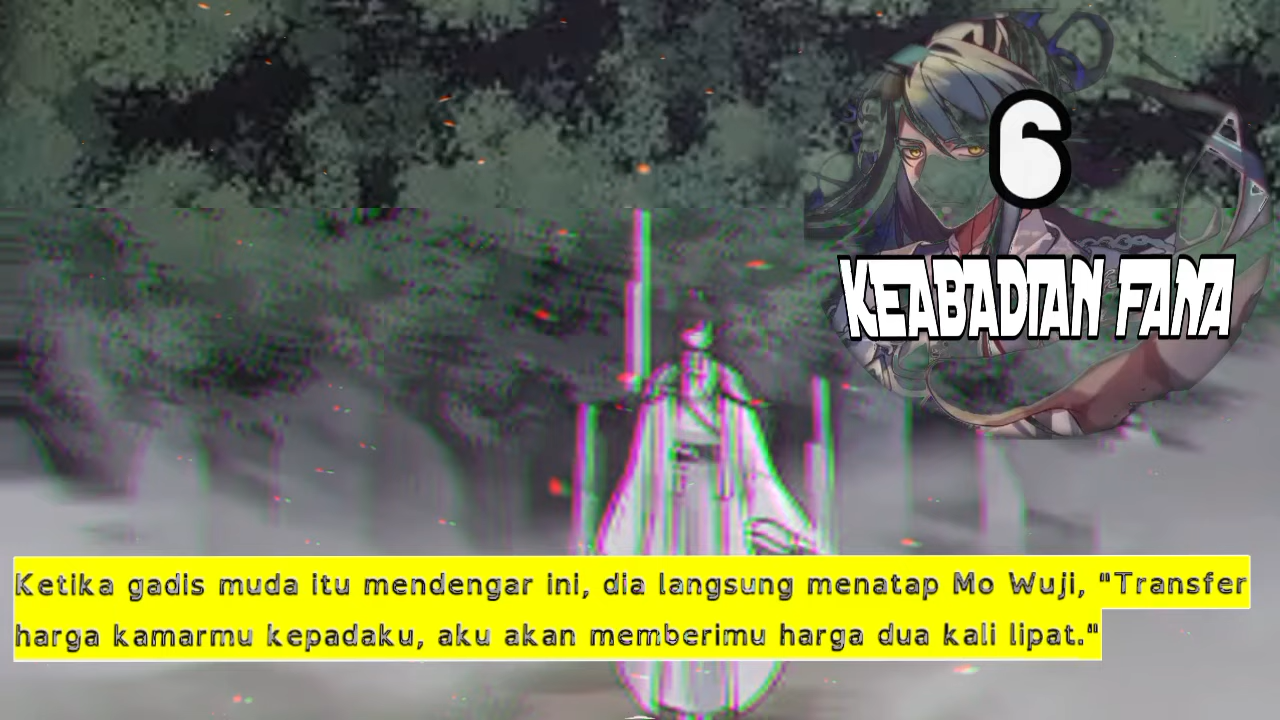 6
KEABADIAN FANA
Ketika gadis muda itu mendengar ini, dia langsung menatap Mo Wuji, "Transfer
harga kamarmu kepadaku, aku akan memberimu harga dua kali lipat."